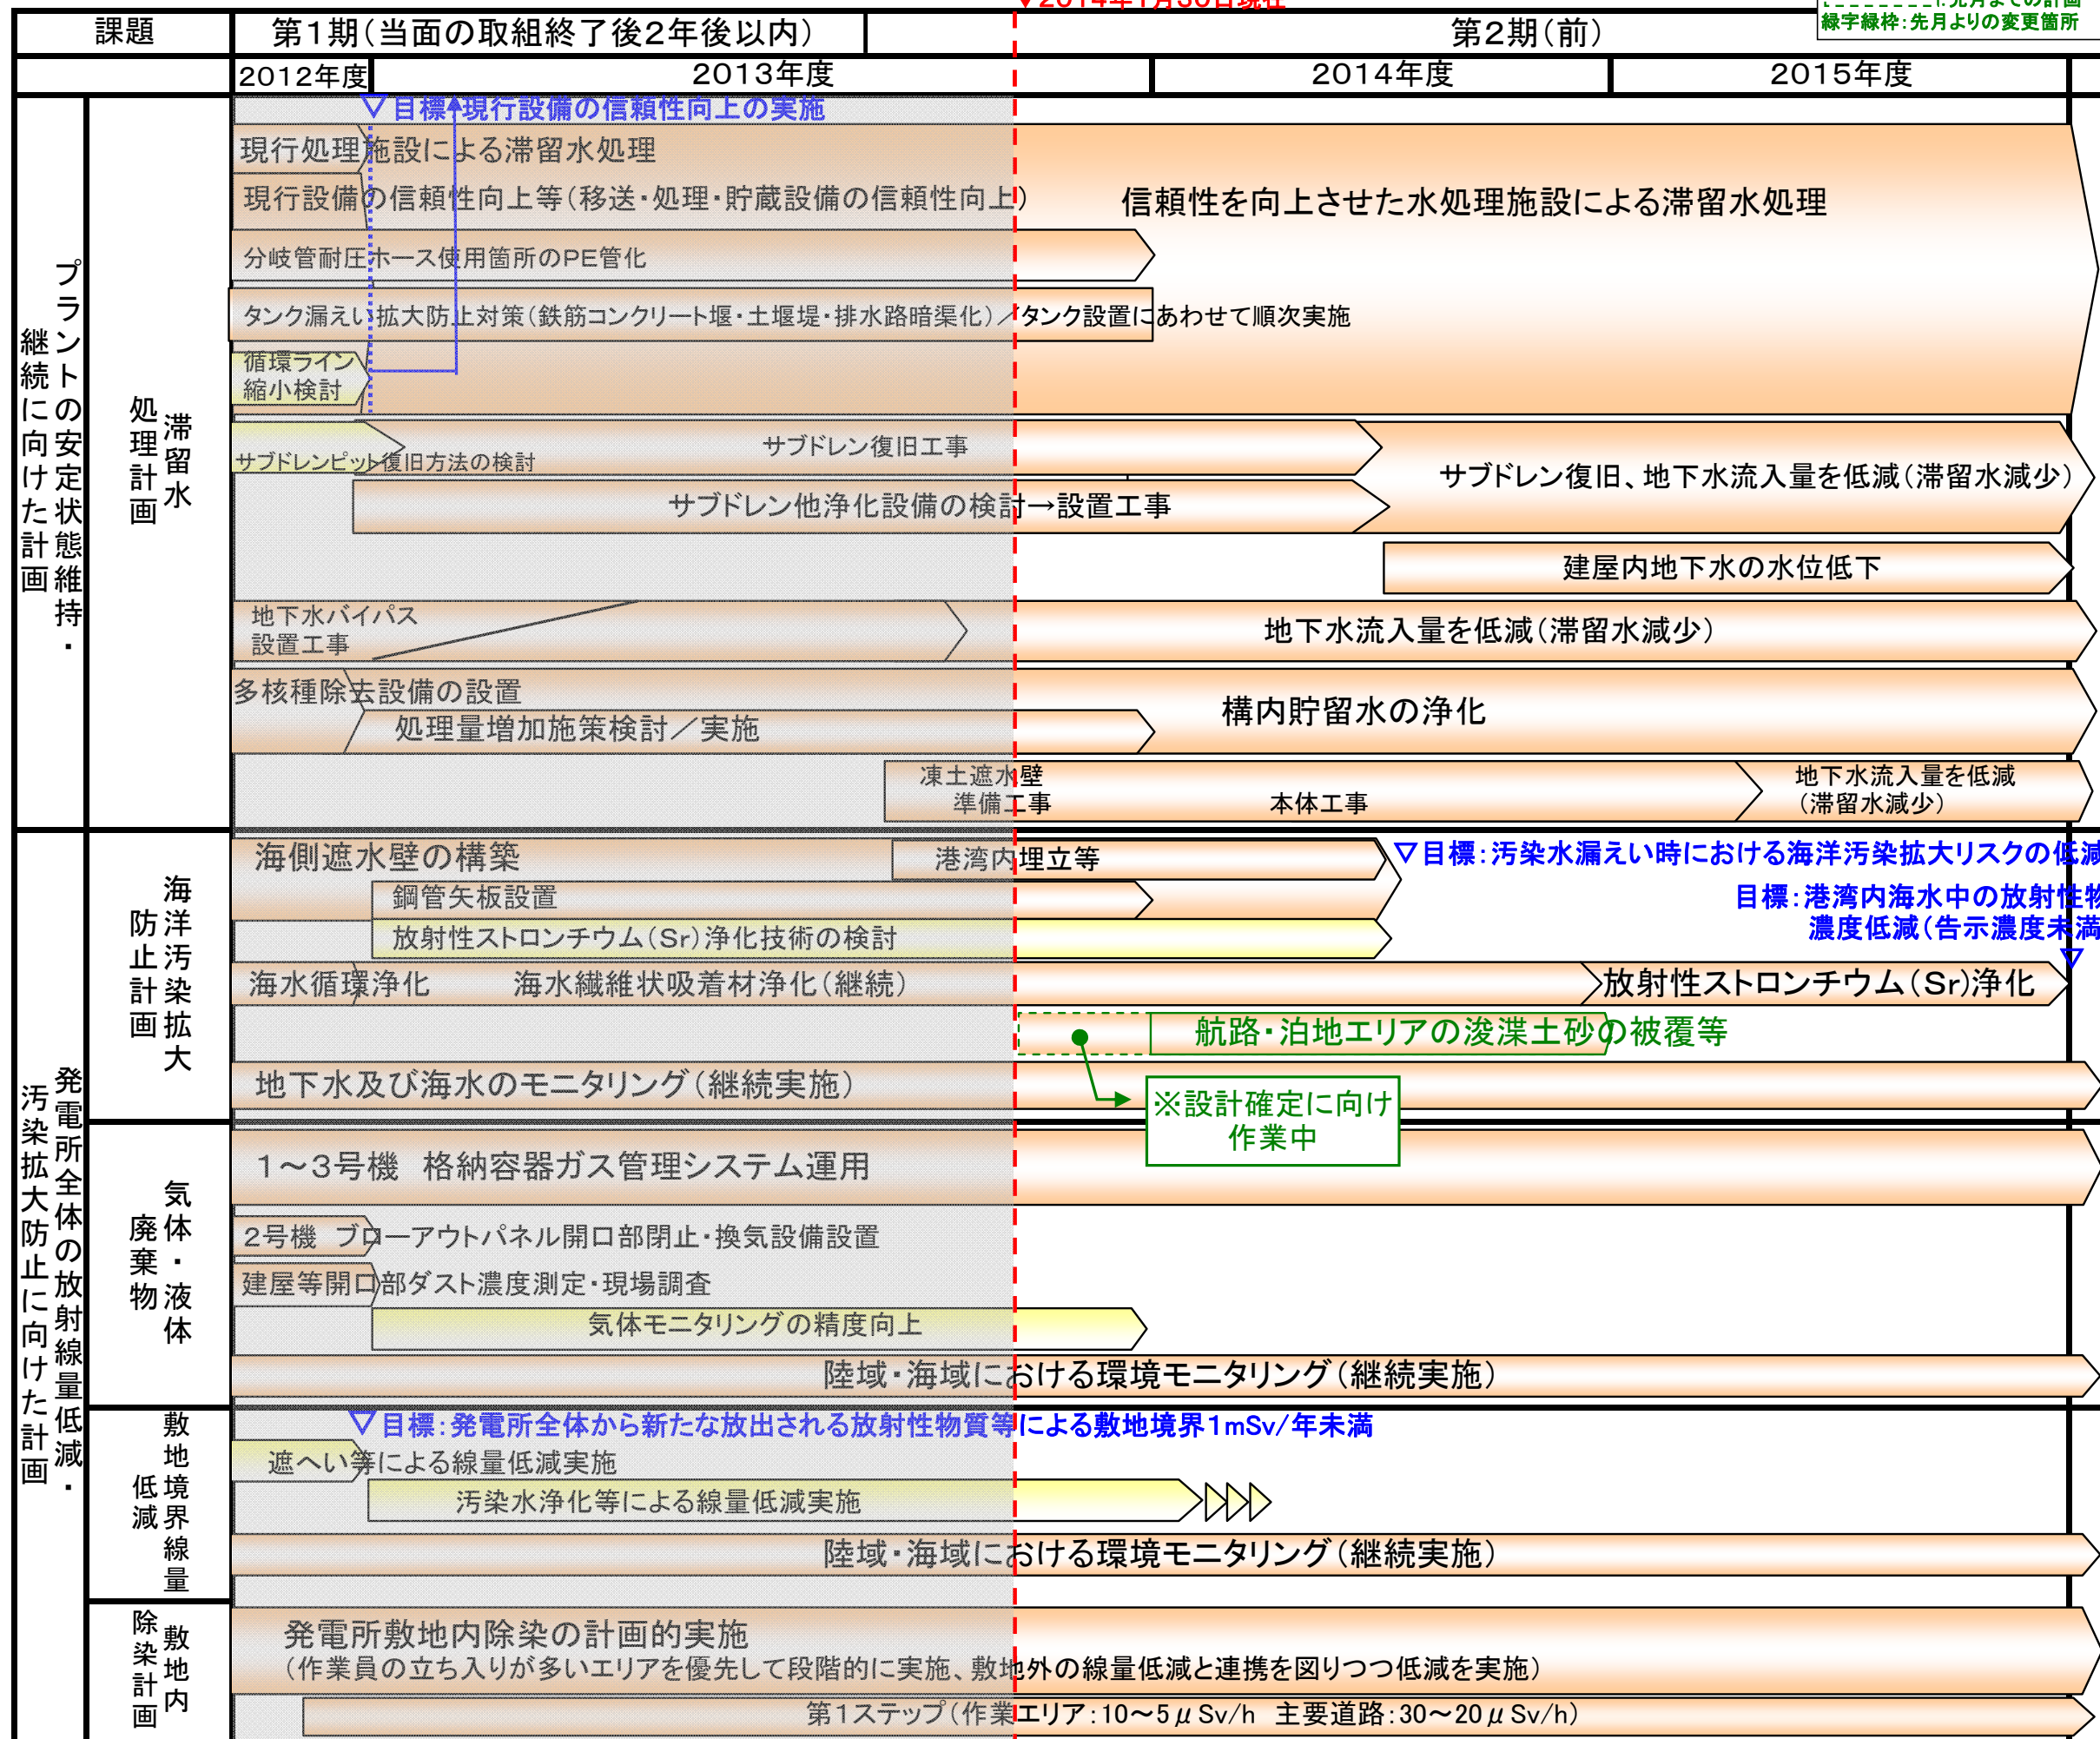 ▼2014年1月30日現在
:先月までの計画
緑字緑枠:先月よりの変更箇所
課題
第1期(当面の取組終了後2年後以内)
第2期(前)
2012年度
2013年度
2014年度
2015年度
プラントの安定状態維持・
継続に向けた計画
滞留水
処理計画
▽目標:現行設備の信頼性向上の実施
現行処理施設による滞留水処理
現行設備の信頼性向上等(移送・処理・貯蔵設備の信頼性向上)
信頼性を向上させた水処理施設による滞留水処理
分岐管耐圧ホース使用箇所のPE管化
タンク漏えい拡大防止対策(鉄筋コンクリート堰・土堰堤・排水路暗渠化)/タンク設置にあわせて順次実施
循環ライン
縮小検討
サブドレン復旧工事
サブドレンピット復旧方法の検討
サブドレン復旧、地下水流入量を低減(滞留水減少)
サブドレン他浄化設備の検討→設置工事
建屋内地下水の水位低下
地下水バイパス
設置工事
地下水流入量を低減(滞留水減少)
多核種除去設備の設置
処理量増加施策検討/実施
構内貯留水の浄化
凍土遮水壁
準備工事
本体工事
地下水流入量を低減
(滞留水減少)
発電所全体の放射線量低減・
汚染拡大防止に向けた計画
海洋汚染拡大
防止計画
海側遮水壁の構築
港湾内埋立等
▽目標:汚染水漏えい時における海洋汚染拡大リスクの低減
鋼管矢板設置
目標:港湾内海水中の放射性物
濃度低減(告示濃度未満
▽
放射性ストロンチウム(Sr)浄化技術の検討
海水循環浄化
海水繊維状吸着材浄化(継続)
放射性ストロンチウム(Sr)浄化
航路・泊地エリアの浚渫土砂の被覆等
地下水及び海水のモニタリング(継続実施)
※設計確定に向け
作業中
気体・液体
廃棄物
1~3号機 格納容器ガス管理システム運用
2号機 ブローアウトパネル開口部閉止・換気設備設置
建屋等開口部ダスト濃度測定・現場調査
気体モニタリングの精度向上
陸域・海域における環境モニタリング(継続実施)
敷地境界線量
低減
▽目標:発電所全体から新たな放出される放射性物質等による敷地境界1mSv/年未満
遮へい等による線量低減実施
汚染水浄化等による線量低減実施
陸域・海域における環境モニタリング(継続実施)
敷地内
除染計画
発電所敷地内除染の計画的実施
(作業員の立ち入りが多いエリアを優先して段階的に実施、敷地外の線量低減と連携を図りつつ低減を実施)
第1ステップ(作業エリア:10~5μSv/h 主要道路:30~20μSv/h)